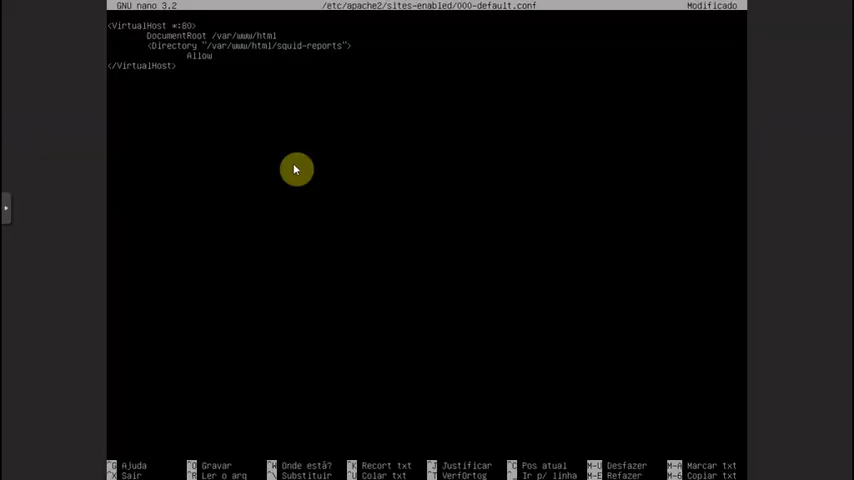 GNU nano 3.2 /etc/apache2/sites-enabled/000-default.conf Modificado
<VirtualHost *:80>
DocumentRoot /var/www/html
<Directory "/var/www/html/squid-reports">
Allow
</VirtualHost>
^G Ajuda ^O Gravar ^W Onde está? ^K Recort txt ^J Justificar ^C Pos atual M-U Desfazer M-A Marcar txt
^X Sair ^R Ler o arq ^\ Substituir ^U Colar txt ^T VerfOrtog ^_ Ir p/ linha M-E Refazer M-6 Copiar txt